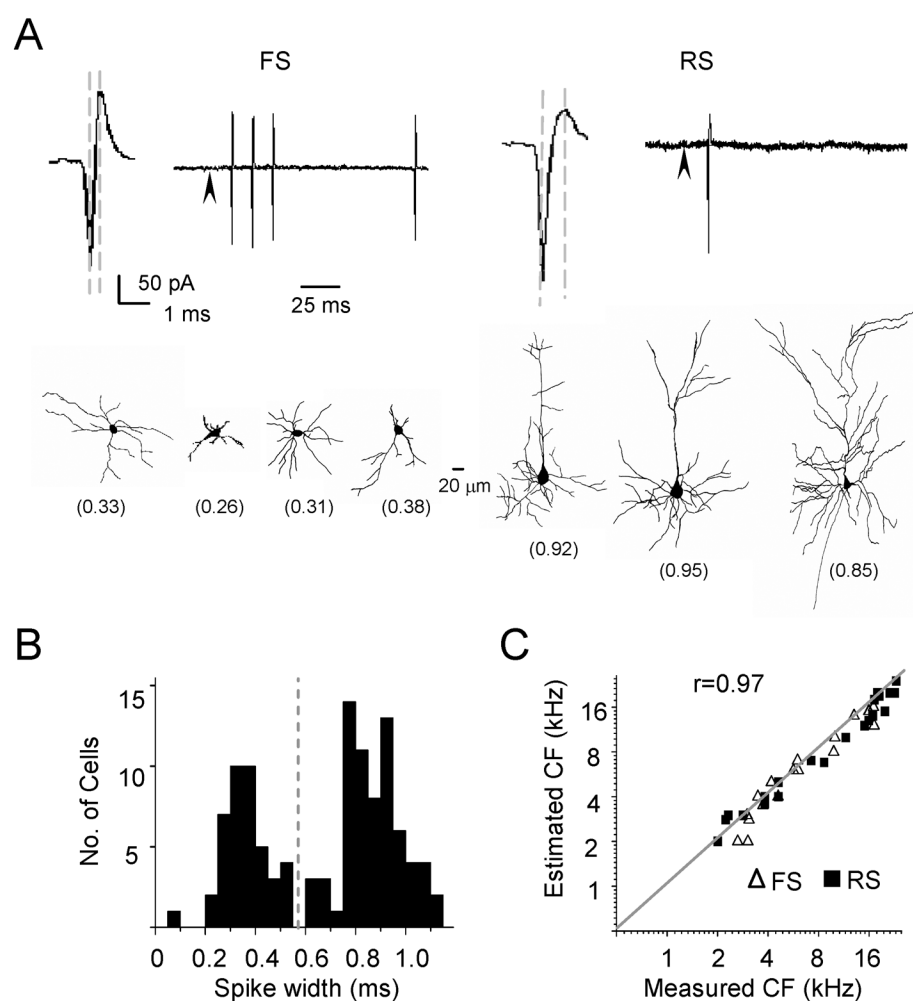 A
FS
RS
50 pA
1 ms
25 ms
20 μm
(0.33)
(0.26)
(0.31)
(0.38)
(0.92)
(0.95)
(0.85)
B
No. of Cells
15
10
5
0 0.2 0.4 0.6 0.8 1.0
Spike width (ms)
C
r=0.97
Estimated CF (kHz)
16
8
4
2
1
FS RS
1 2 4 8 16
Measured CF (kHz)